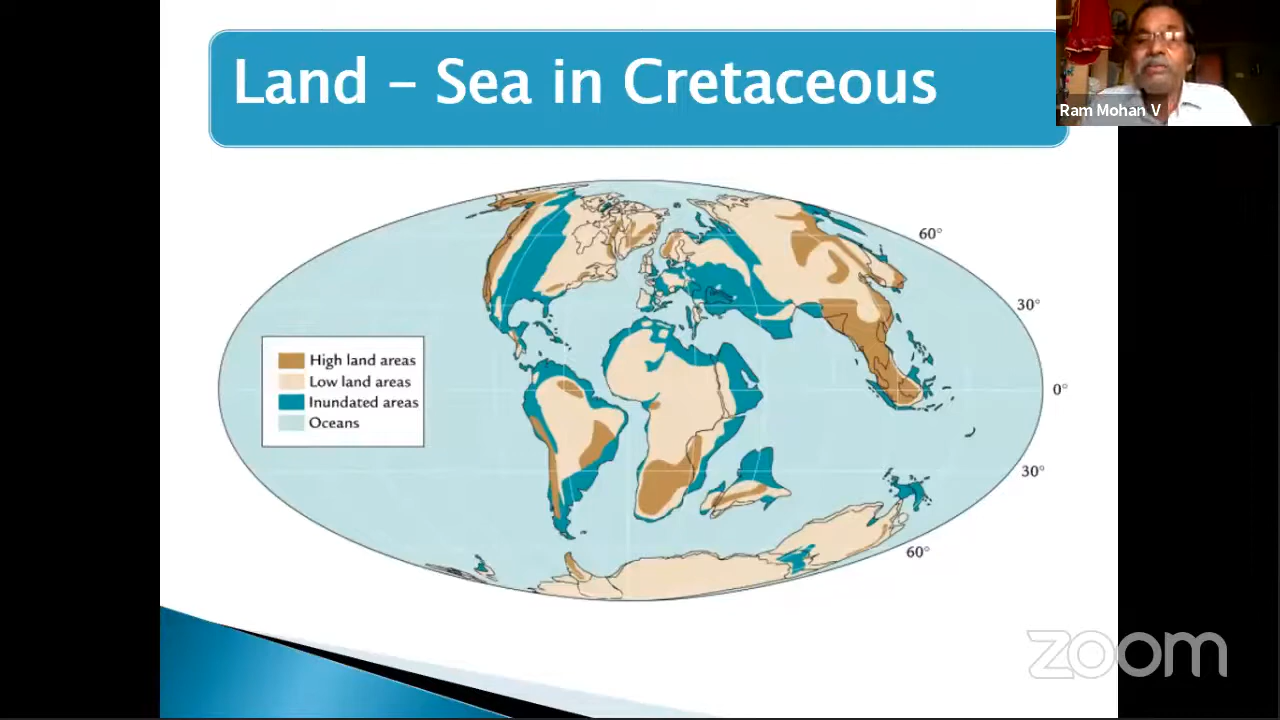 Land – Sea in Cretaceous
Ram Mohan V
60°
30°
High land areas
Low land areas
Inundated areas
Oceans
0°
30°
60°
zoom